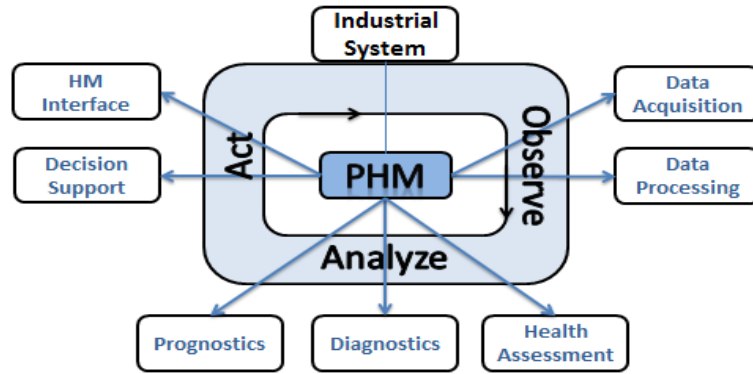 Industrial
System
HM
Interface
Data
Acquisition
Act
Observe
Decision
Support
PHM
Data
Processing
Analyze
Prognostics
Diagnostics
Health
Assessment